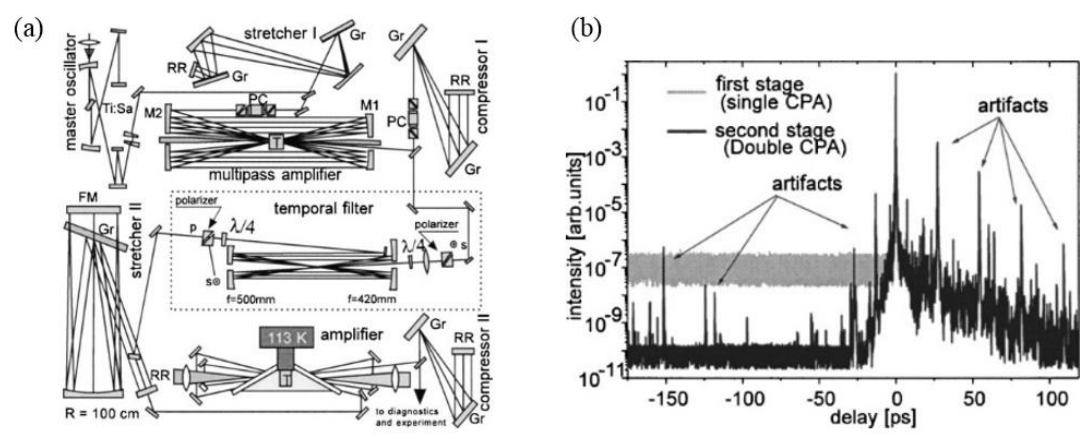 (a)
master oscillator
Ti:Sa
stretcher I
Gr
RR
Gr
PC
M2
M1
T
multipass amplifier
PC
Gr
RR
compressor I
Gr
FM
Gr
stretcher II
R = 100 cm
polarizer
p
λ/4
s
temporal filter
polarizer
λ/4
s
f=500mm
f=420mm
113 K
amplifier
RR
T
to diagnostics
and experiment
Gr
RR
compressor II
Gr
(b)
intensity [arb.units]
10-1
10-3
10-5
10-7
10-9
10-11
first stage
(single CPA)
second stage
(Double CPA)
artifacts
artifacts
-150
-100
-50
0
50
100
delay [ps]